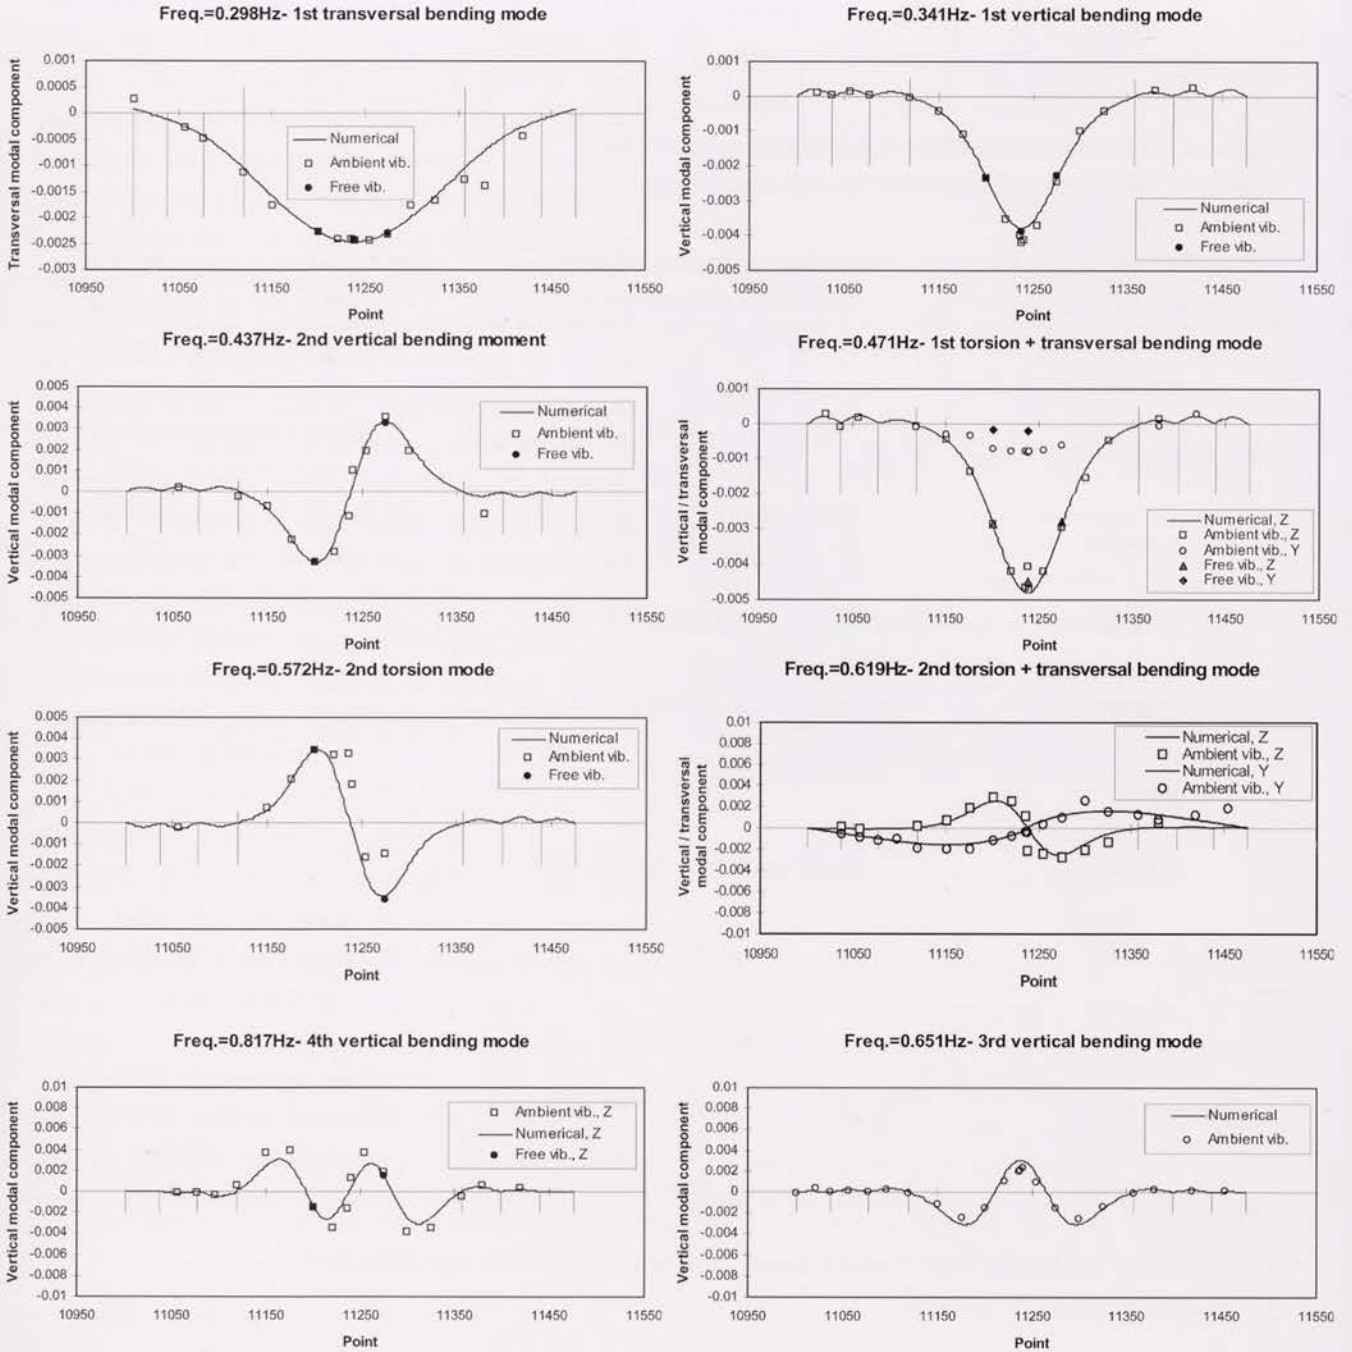 Freq.=0.298Hz- 1st transversal bending mode
Transversal modal component
0.001
0.0005
0
-0.0005
-0.001
-0.0015
-0.002
-0.0025
-0.003
Numerical
Ambient vib.
Free vib.
10950 11050 11150 11250 11350 11450 11550
Point
Freq.=0.341Hz- 1st vertical bending mode
Vertical modal component
0.001
0
-0.001
-0.002
-0.003
-0.004
-0.005
Numerical
Ambient vib.
Free vib.
10950 11050 11150 11250 11350 11450 11550
Point
Freq.=0.437Hz- 2nd vertical bending moment
Vertical modal component
0.005
0.004
0.003
0.002
0.001
0
-0.001
-0.002
-0.003
-0.004
-0.005
Numerical
Ambient vib.
Free vib.
10950 11050 11150 11250 11350 11450 11550
Point
Freq.=0.471Hz- 1st torsion + transversal bending mode
Vertical / transversal
modal component
0.001
0
-0.001
-0.002
-0.003
-0.004
-0.005
Numerical, Z
Ambient vib., Z
Ambient vib., Y
Free vib., Z
Free vib., Y
10950 11050 11150 11250 11350 11450 11550
Point
Freq.=0.572Hz- 2nd torsion mode
Vertical modal component
0.005
0.004
0.003
0.002
0.001
0
-0.001
-0.002
-0.003
-0.004
-0.005
Numerical
Ambient vib.
Free vib.
10950 11050 11150 11250 11350 11450 11550
Point
Freq.=0.619Hz- 2nd torsion + transversal bending mode
Vertical / transversal
modal component
0.01
0.008
0.006
0.004
0.002
0
-0.002
-0.004
-0.006
-0.008
-0.01
Numerical, Z
Ambient vib., Z
Numerical, Y
Ambient vib., Y
10950 11050 11150 11250 11350 11450 11550
Point
Freq.=0.817Hz- 4th vertical bending mode
Vertical modal component
0.01
0.008
0.006
0.004
0.002
0
-0.002
-0.004
-0.006
-0.008
-0.01
Ambient vib., Z
Numerical, Z
Free vib., Z
10950 11050 11150 11250 11350 11450 11550
Point
Freq.=0.651Hz- 3rd vertical bending mode
Vertical modal component
0.01
0.008
0.006
0.004
0.002
0
-0.002
-0.004
-0.006
-0.008
-0.01
Numerical
Ambient vib.
10950 11050 11150 11250 11350 11450 11550
Point